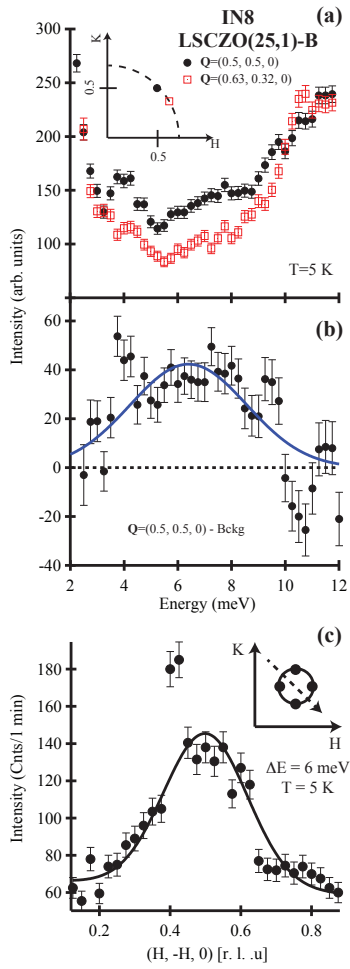 IN8
(a)
LSCZO(25,1)-B
K
Q=(0.5, 0.5, 0)
Q=(0.63, 0.32, 0)
0.5
0.5
H
300
250
200
150
100
T=5 K
Intensity (arb. units)
(b)
60
40
20
0
-20
-40
Q=(0.5, 0.5, 0) - Bckg
2
4
6
8
10
12
Energy (meV)
(c)
K
H
ΔE = 6 meV
T = 5 K
180
160
140
120
100
80
60
Intensity (Cnts//1 min)
0.2
0.4
0.6
0.8
(H, -H, 0) [r. l. .u]